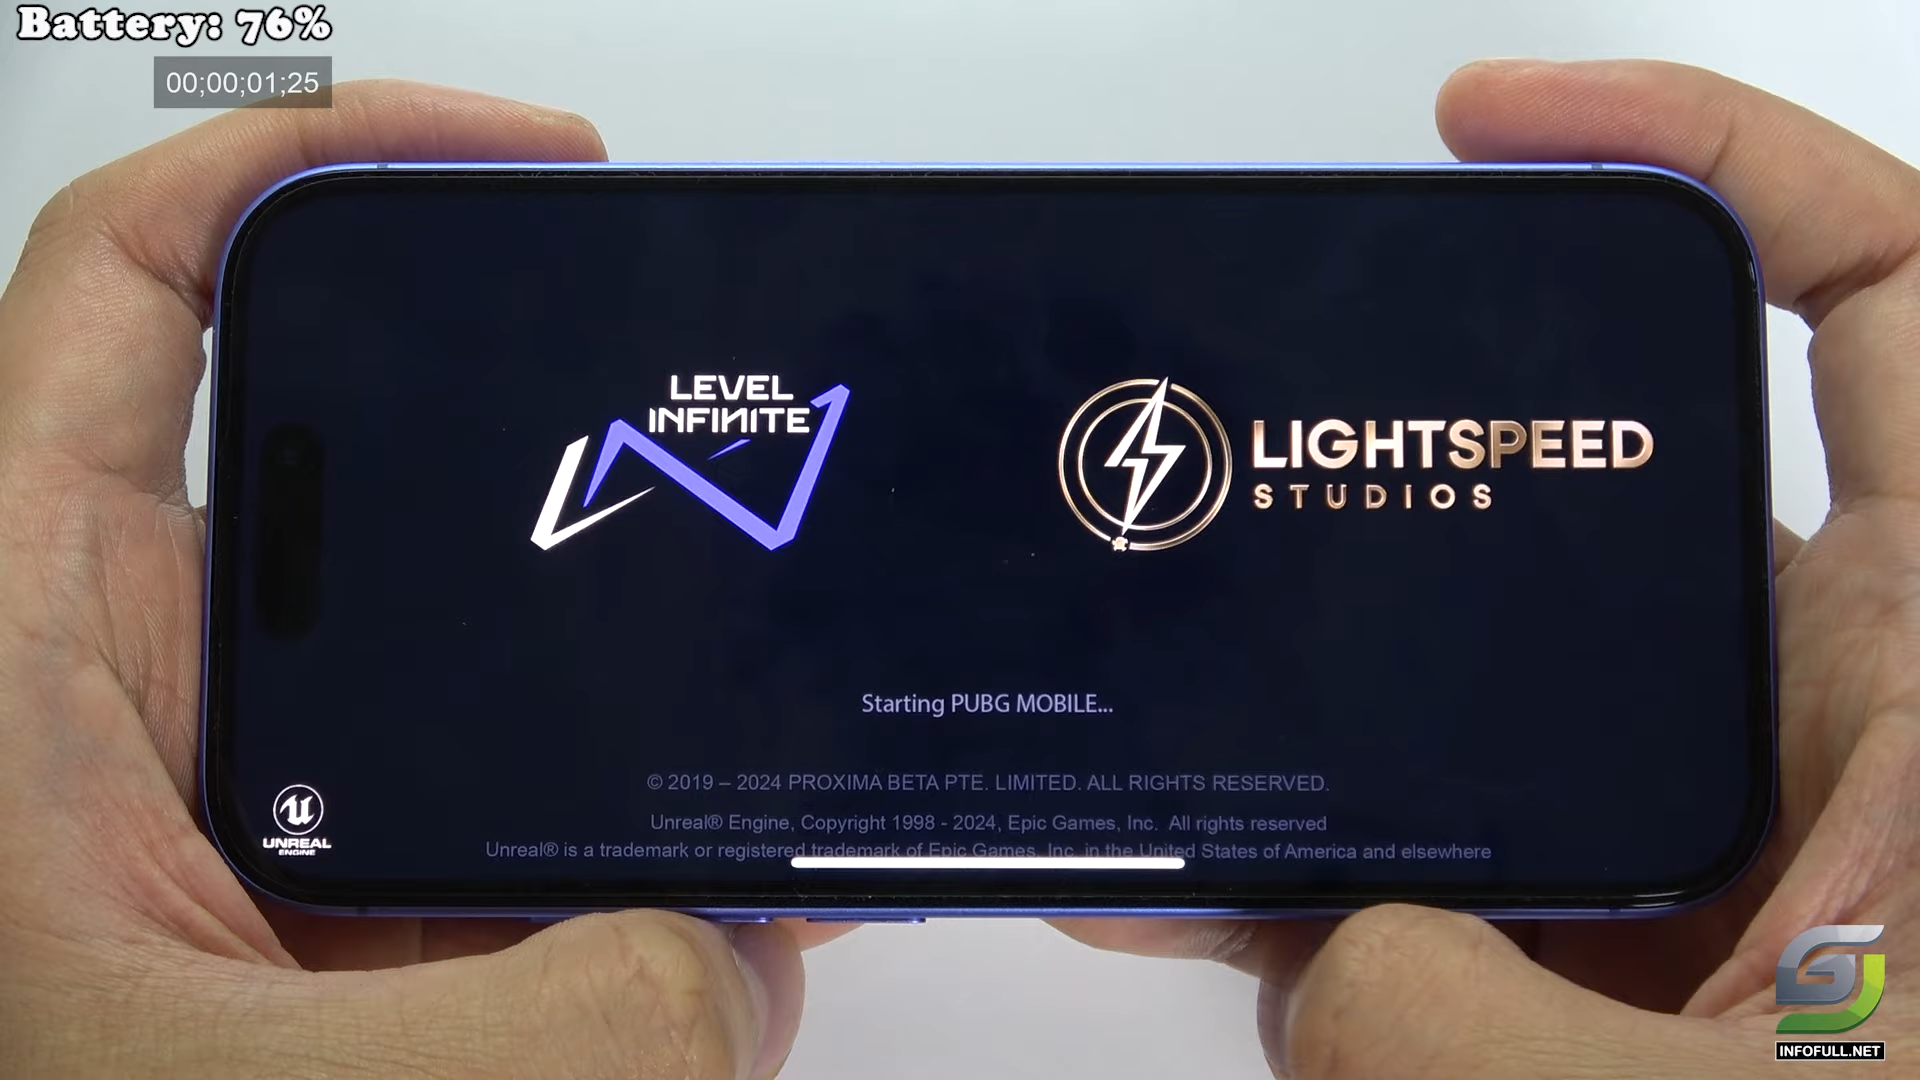 Battery: 76%
00;00;01;25
LEVEL
INFINITE
LIGHTSPEED
STUDIOS
Starting PUBG MOBILE...
© 2019 – 2024 PROXIMA BETA PTE. LIMITED. ALL RIGHTS RESERVED.
Unreal® Engine, Copyright 1998 - 2024, Epic Games, Inc. All rights reserved
Unreal® is a trademark or registered trademark of Epic Games, Inc. in the United States of America and elsewhere
UNREAL
ENGINE
INFOFULL.NET